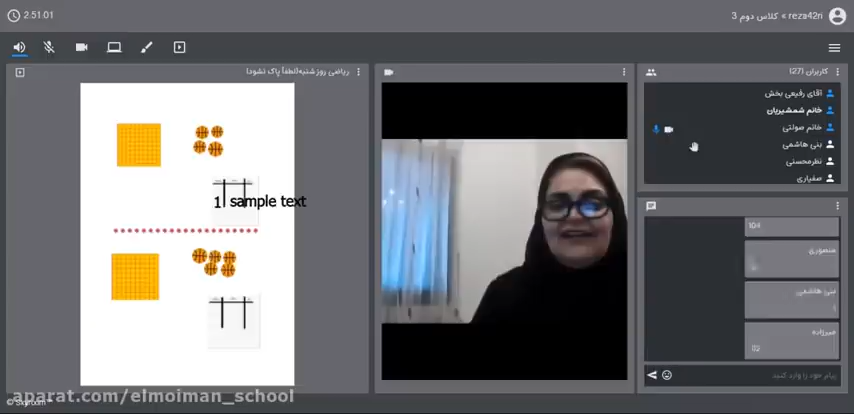 2.51.01
reza42ri » کلاس دوم 3
ریاضی روز شنبه(لطفاً پاک نشود)
1 sample text
کاربران (27)
آقای رفیعی بخش
خانم شمشیریان
خانم صولتی
بنی هاشمی
نظرمحسنی
صفیاری
104
منصوری
بنی هاشمی
میرزاده
پیام خود را وارد کنید
aparat.com/elmoiman_school
© Skyroom